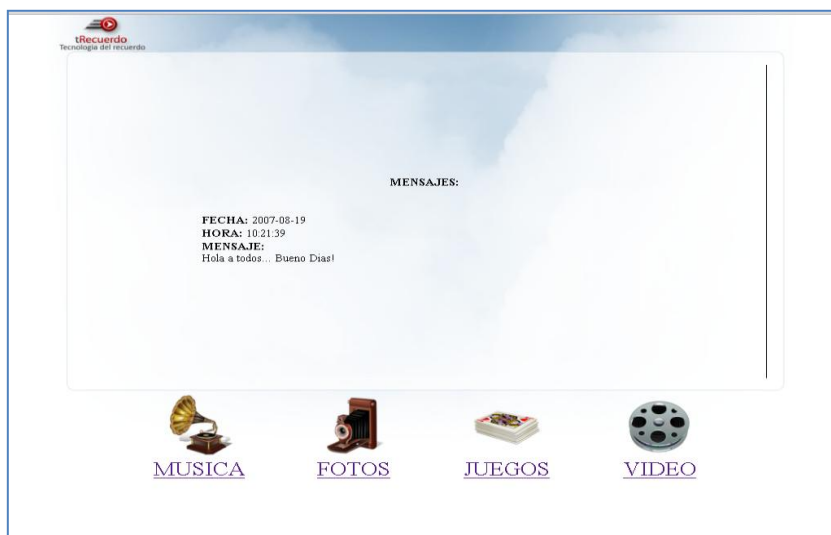 tRecuerdo
Tecnología del recuerdo
MENSAJES:
FECHA: 2007-08-19
HORA: 10:21:39
MENSAJE:
Hola a todos... Bueno Dias!
MUSICA FOTOS JUEGOS VIDEO